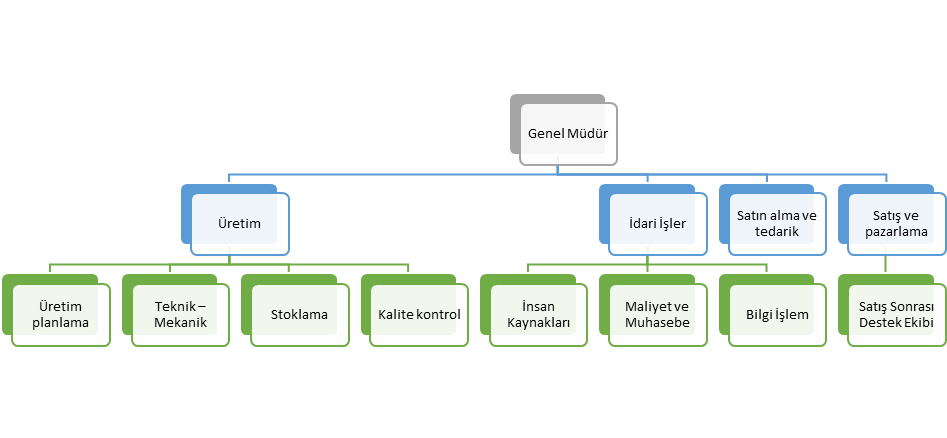 Genel Müdür
Üretim
İdari İşler
Satın alma ve
tedarik
Satış ve
pazarlama
Üretim
planlama
Teknik –
Mekanik
Stoklama
Kalite kontrol
İnsan
Kaynakları
Maliyet ve
Muhasebe
Bilgi İşlem
Satış Sonrası
Destek Ekibi